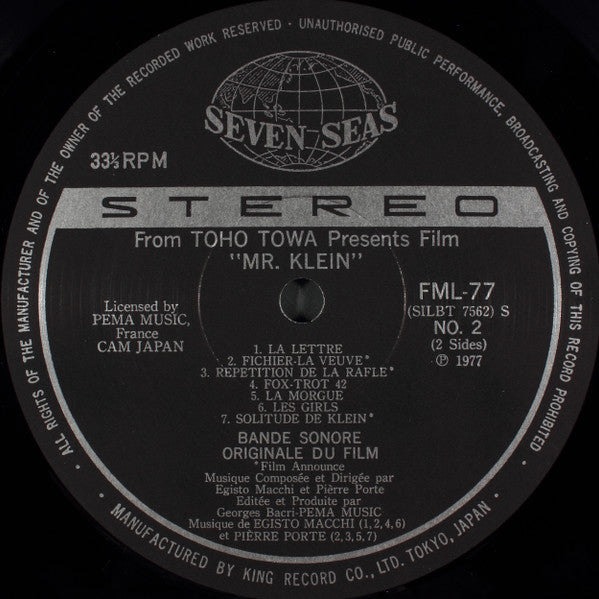 ALL RIGHTS OF THE MANUFACTURER AND OF THE OWNER OF THE RECORDED WORK RESERVED · UNAUTHORISED PUBLIC PERFORMANCE, BROADCASTING AND COPYING OF THIS RECORD PROHIBITED ·
SEVEN SEAS
33⅓ RPM
STEREO
From TOHO TOWA Presents Film
"MR. KLEIN"
Licensed by
PEMA MUSIC,
France
CAM JAPAN
FML-77
(SILBT 7562) S
NO. 2
(2 Sides)
Ⓟ 1977
1. LA LETTRE
2. FICHIER-LA VEUVE*
3. REPETITION DE LA RAFLE*
4. FOX-TROT 42
5. LA MORGUE
6. LES GIRLS
7. SOLITUDE DE KLEIN*
BANDE SONORE
ORIGINALE DU FILM
*Film Announce
Musique Composée et Dirigée par
Egisto Macchi et Pièrre Porte
Editée et Produite par
Georges Bacri-PEMA MUSIC
Musique de EGISTO MACCHI (1, 2, 4, 6)
et PIÈRRE PORTE (2, 3, 5, 7)
MANUFACTURED BY KING RECORD CO., LTD. TOKYO, JAPAN ·